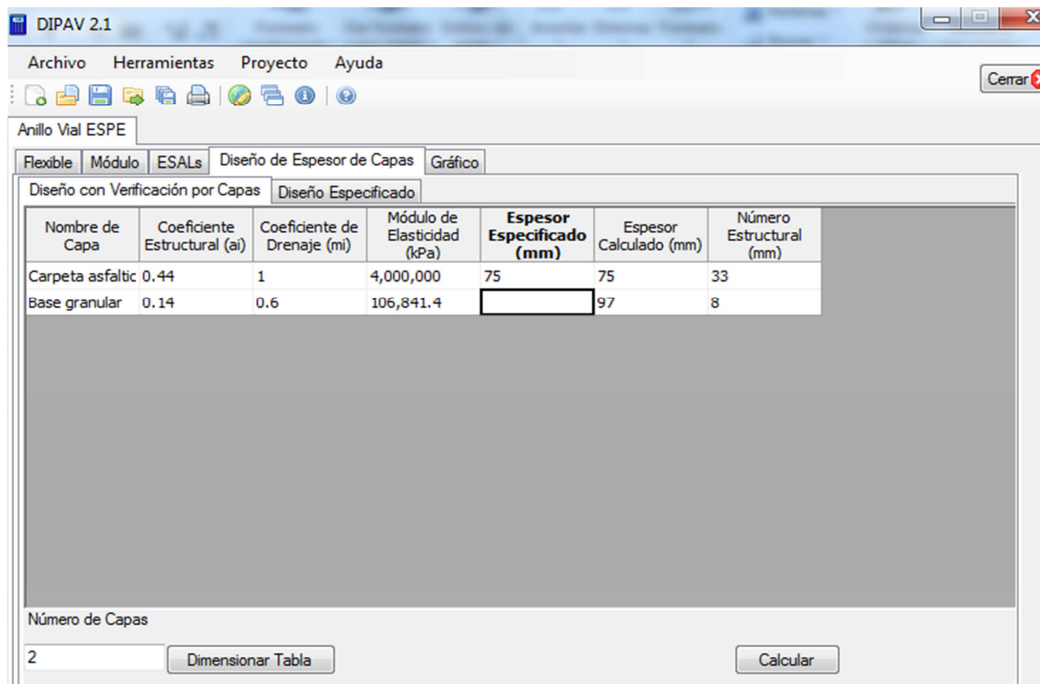 DIPAV 2.1
Archivo Herramientas Proyecto Ayuda
Cerrar
Anillo Vial ESPE
Flexible Módulo ESALs Diseño de Espesor de Capas Gráfico
Diseño con Verificación por Capas Diseño Especificado
Nombre de Capa Coeficiente Estructural (ai) Coeficiente de Drenaje (mi) Módulo de Elasticidad (kPa) Espesor Especificado (mm) Espesor Calculado (mm) Número Estructural (mm)
Carpeta asfaltic 0.44 1 4,000,000 75 75 33
Base granular 0.14 0.6 106,841.4 97 8
Número de Capas
2 Dimensionar Tabla Calcular